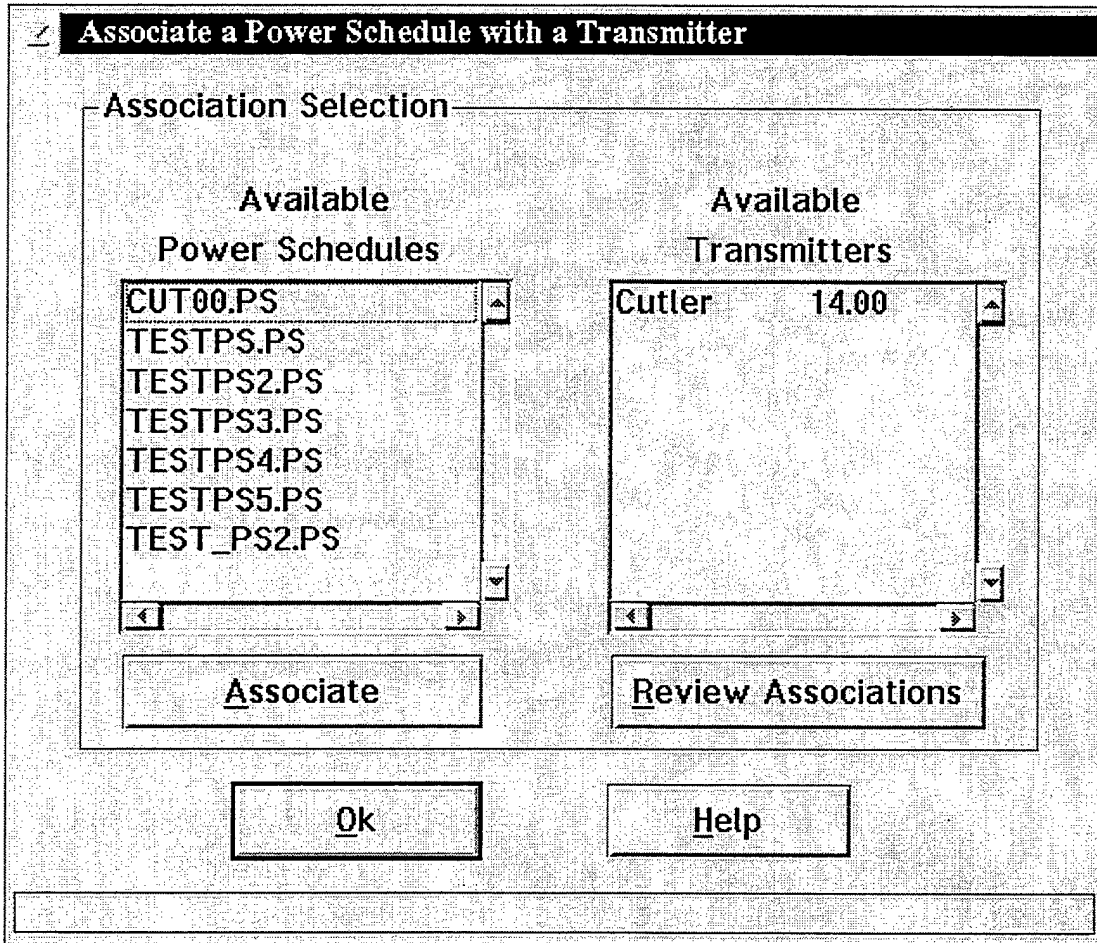 Associate a Power Schedule with a Transmitter
Association Selection
Available
Power Schedules
CUT00.PS
TESTPS.PS
TESTPS2.PS
TESTPS3.PS
TESTPS4.PS
TESTPS5.PS
TEST_PS2.PS
Associate
Available
Transmitters
Cutler 14.00
Review Associations
Ok
Help